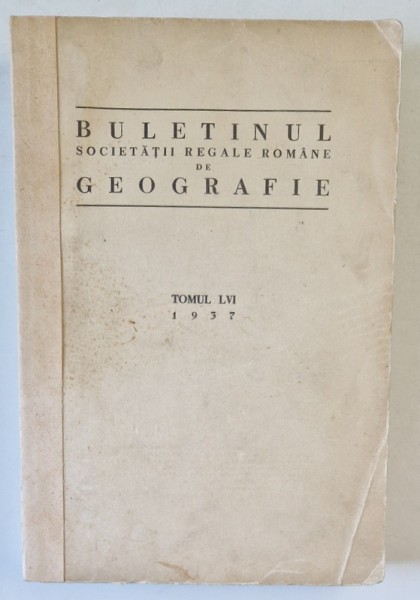 BULETINUL
SOCIETĂȚII REGALE ROMÂNE
DE
GEOGRAFIE
TOMUL LVI
1937